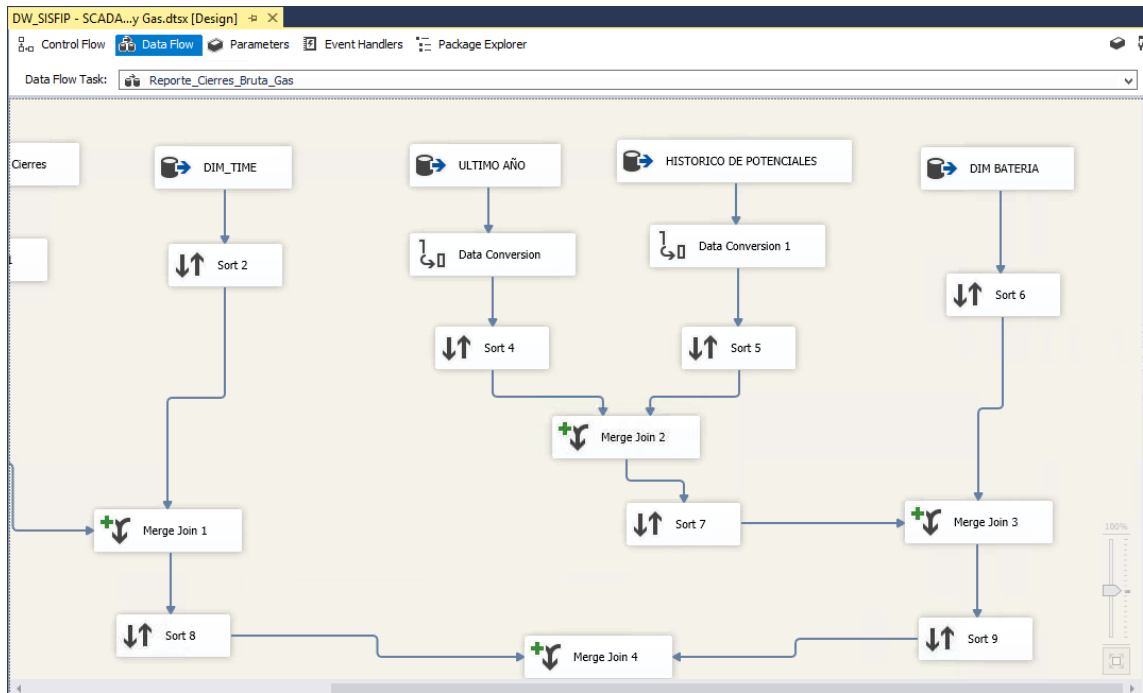 DW_SISFIP - SCADA...y Gas.dtsx [Design]
Control Flow Data Flow Parameters Event Handlers Package Explorer
Data Flow Task: Reporte_Cierres_Bruta_Gas
Cierres
DIM_TIME
ULTIMO AÑO
HISTORICO DE POTENCIALES
DIM BATERIA
Sort 2
Data Conversion
Data Conversion 1
Sort 6
Sort 4
Sort 5
Merge Join 2
Merge Join 1
Sort 7
Merge Join 3
100%
Sort 8
Merge Join 4
Sort 9